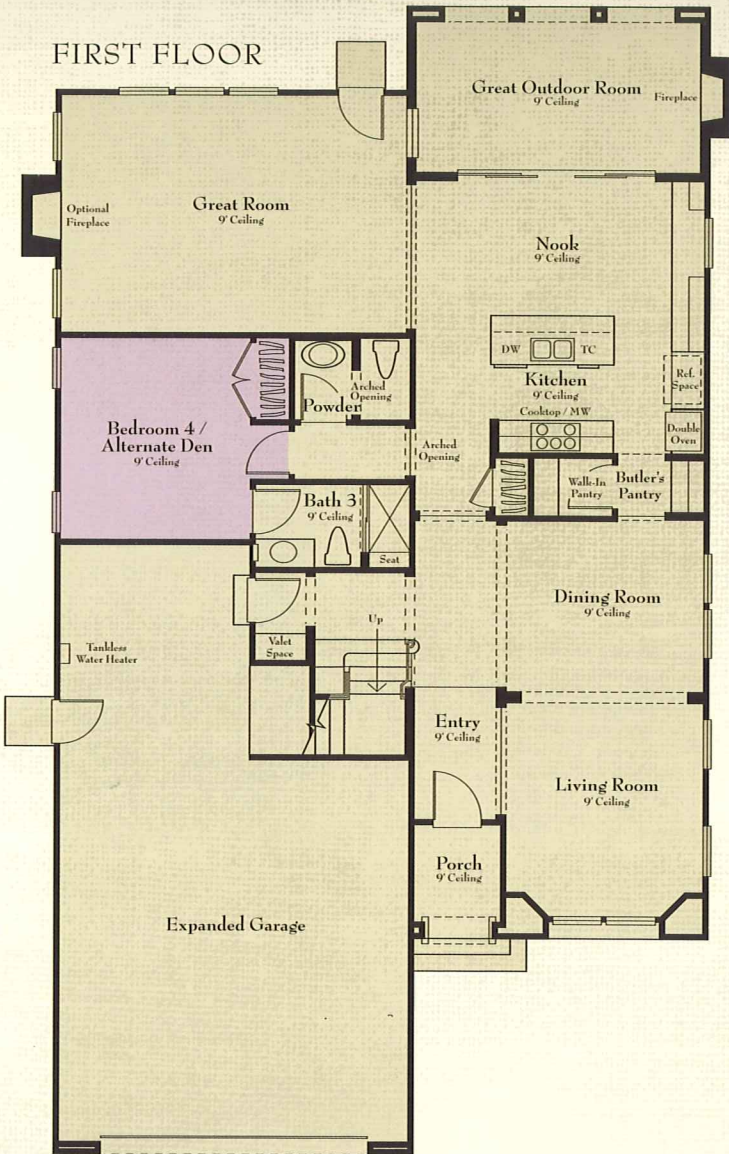 FIRST FLOOR
Great Outdoor Room
9' Ceiling
Fireplace
Great Room
9' Ceiling
Optional
Fireplace
Nook
9' Ceiling
DW
TC
Kitchen
9' Ceiling
Cooktop / MW
Ref.
Space
Double
Oven
Arched
Opening
Powder
Bedroom 4 /
Alternate Den
9' Ceiling
Arched
Opening
Walk-In
Pantry
Butler's
Pantry
Bath 3
9' Ceiling
Seat
Dining Room
9' Ceiling
Up
Valet
Space
Tankless
Water Heater
Entry
9' Ceiling
Living Room
9' Ceiling
Porch
9' Ceiling
Expanded Garage